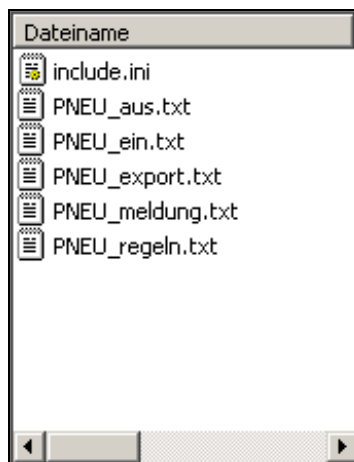 Dateiname
include.ini
PNEU_aus.txt
PNEU_ein.txt
PNEU_export.txt
PNEU_meldung.txt
PNEU_regeln.txt